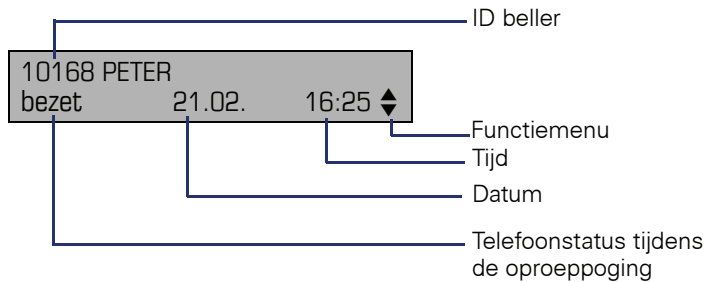 ID beller
10168 PETER
bezet 21.02. 16:25
Functiemenu
Tijd
Datum
Telefoonstatus tijdens
de oproeppoging